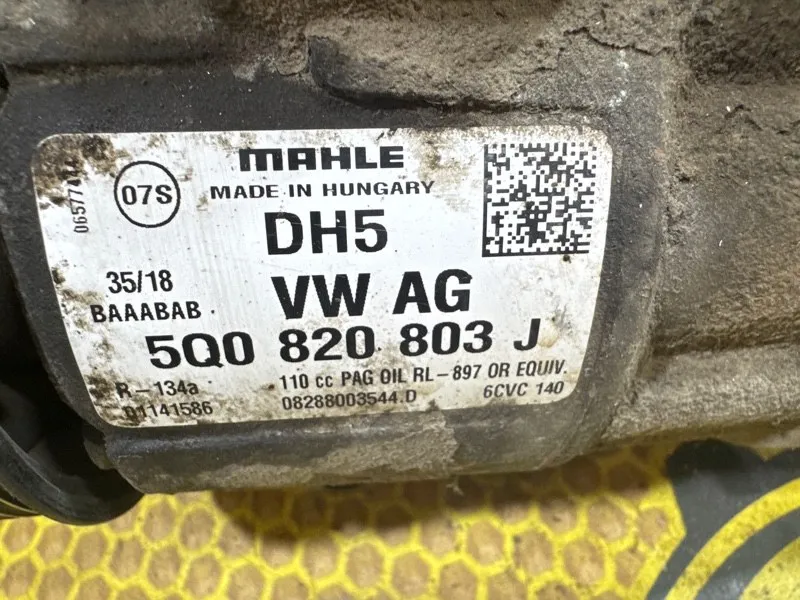 MAHLE
07S
MADE IN HUNGARY
DH5
35/18
BAAABAB
VW AG
5Q0 820 803 J
R-134a
110 cc PAG OIL RL-897 OR EQUIV.
01141586
08288003544.D
6CVC 140